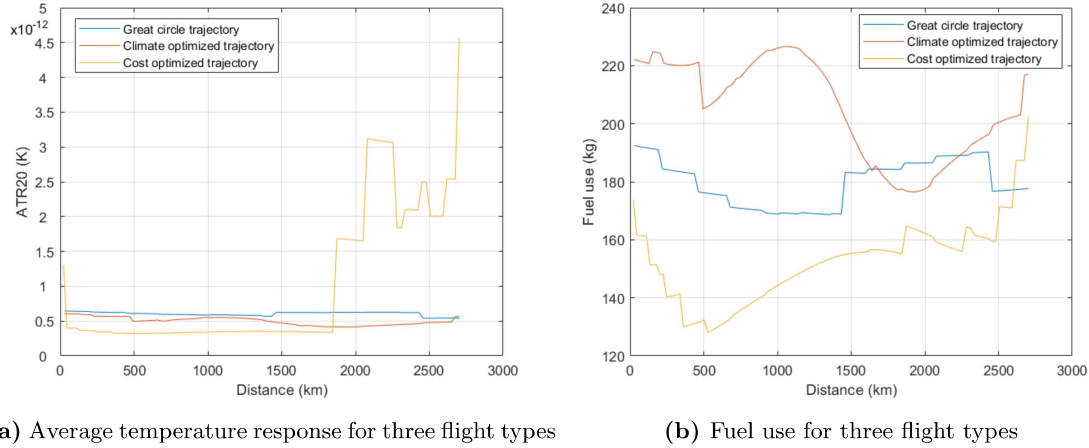 x10-12
5
4.5
4
3.5
3
2.5
2
1.5
1
0.5
0
ATR20 (K)
Great circle trajectory
Climate optimized trajectory
Cost optimized trajectory
0 500 1000 1500 2000 2500 3000
Distance (km)
a) Average temperature response for three flight types
240
220
200
180
160
140
120
Fuel use (kg)
Great circle trajectory
Climate optimized trajectory
Cost optimized trajectory
0 500 1000 1500 2000 2500 3000
Distance (km)
(b) Fuel use for three flight types